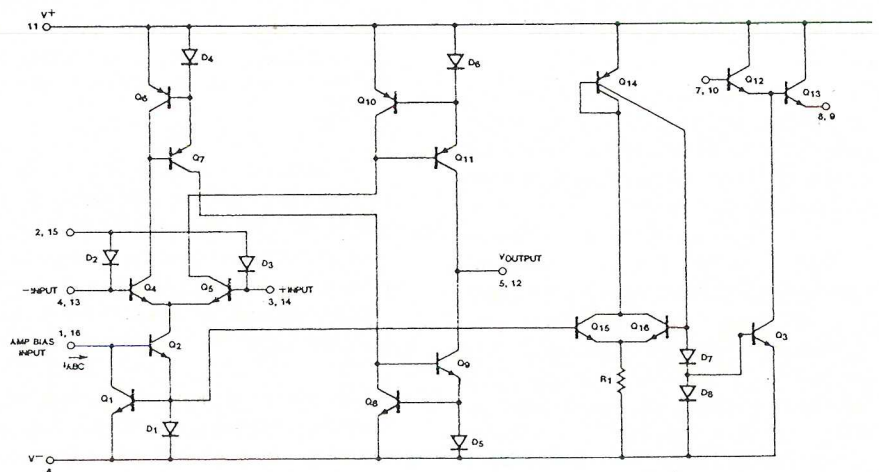 V+
11
D4
D6
Q6
Q10
Q14
Q12
Q13
7, 10
8, 9
Q7
Q11
2, 15
D2
D3
Q4
Q5
−INPUT
4, 13
+INPUT
3, 14
VOUTPUT
5, 12
AMP BIAS
INPUT
1, 16
IABC
Q2
Q15
Q16
Q3
D7
Q9
R1
D8
Q1
Q8
D1
D5
V−